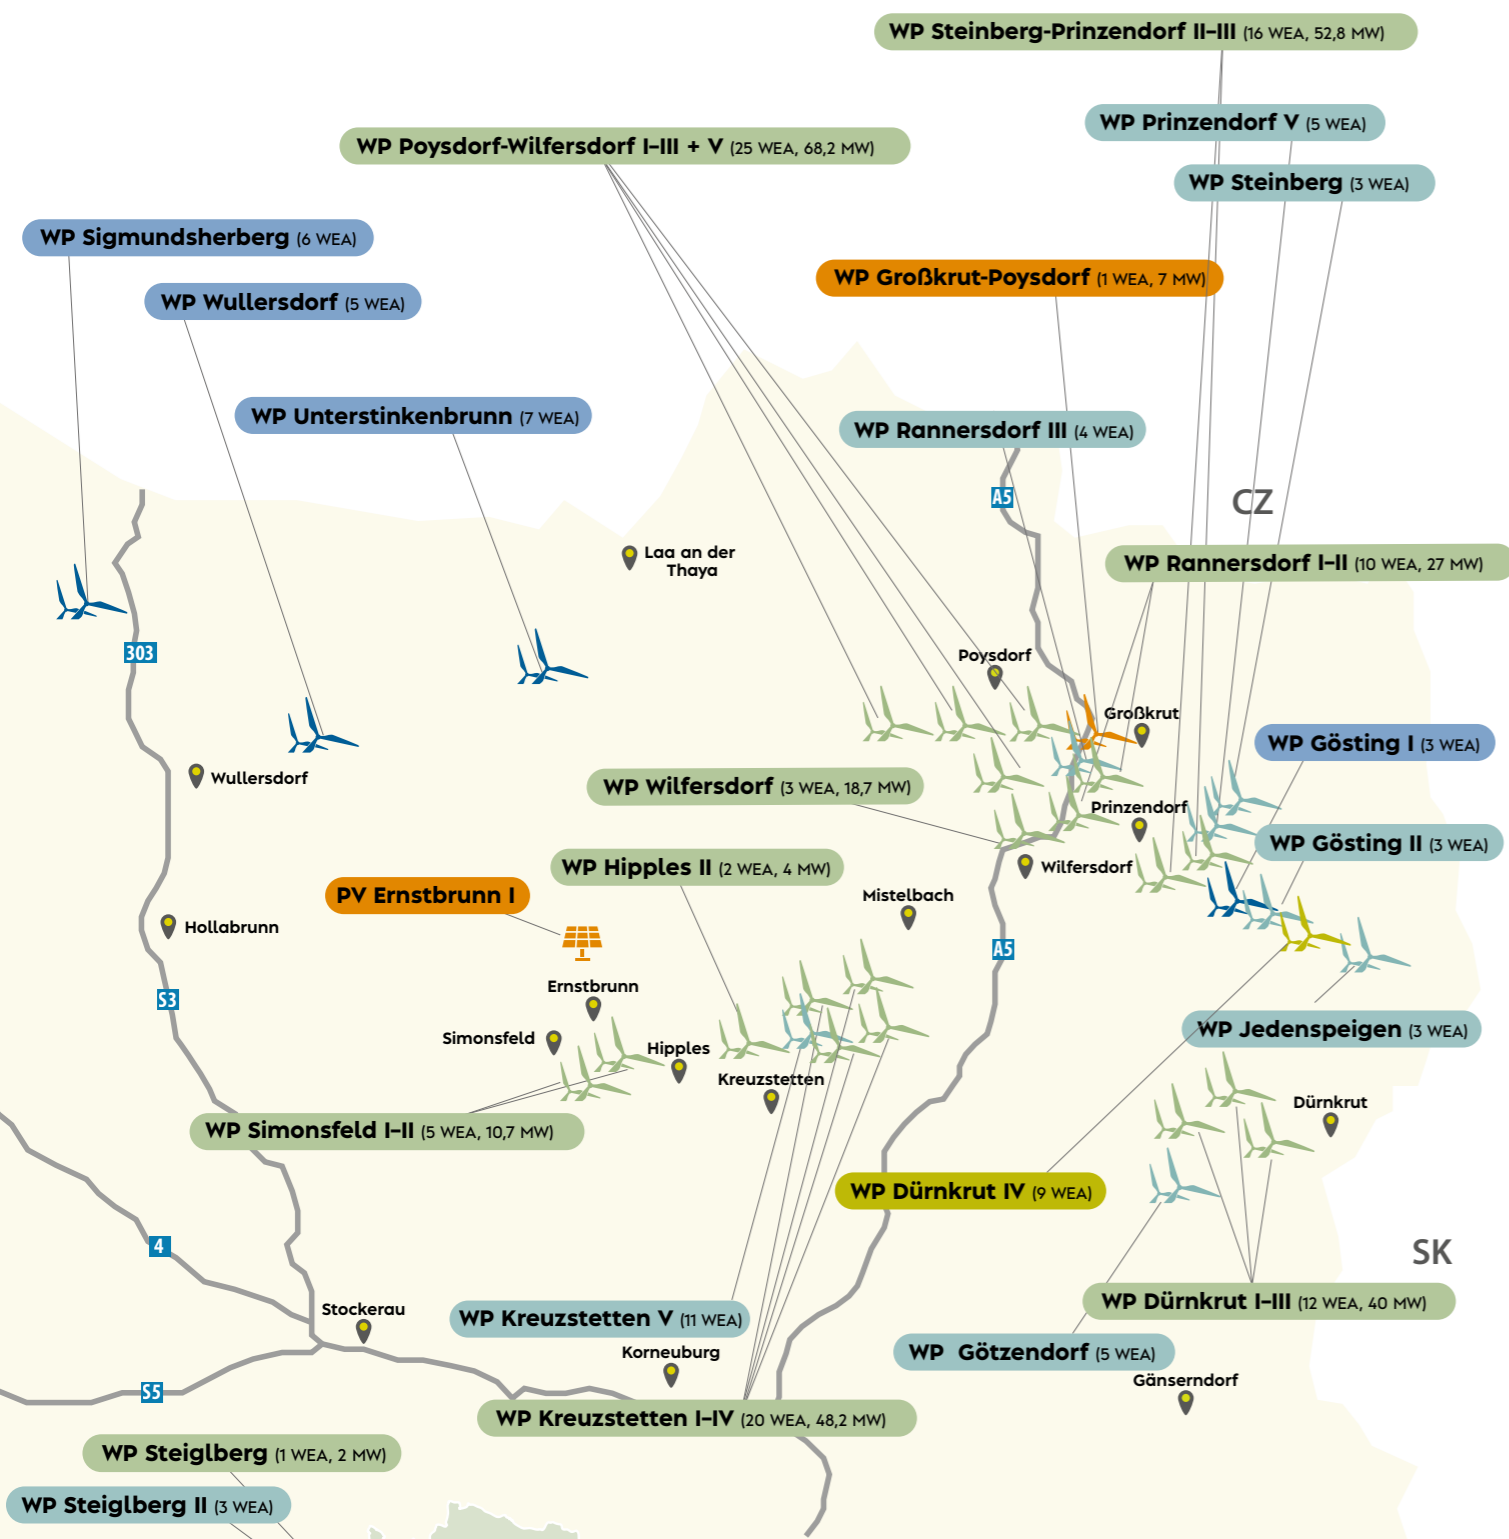 WP Steinberg-Prinzendorf II–III (16 WEA, 52,8 MW)
WP Prinzendorf V (5 WEA)
WP Poysdorf-Wilfersdorf I–III + V (25 WEA, 68,2 MW)
WP Steinberg (3 WEA)
WP Sigmundsherberg (6 WEA)
WP Großkrut-Poysdorf (1 WEA, 7 MW)
WP Wullersdorf (5 WEA)
WP Unterstinkenbrunn (7 WEA)
WP Rannersdorf III (4 WEA)
A5
CZ
Laa an der
Thaya
WP Rannersdorf I–II (10 WEA, 27 MW)
303
Poysdorf
Großkrut
WP Gösting I (3 WEA)
Wullersdorf
WP Wilfersdorf (3 WEA, 18,7 MW)
Prinzendorf
WP Gösting II (3 WEA)
WP Hipples II (2 WEA, 4 MW)
Wilfersdorf
PV Ernstbrunn I
Mistelbach
Hollabrunn
A5
Ernstbrunn
S3
Simonsfeld
Hipples
WP Jedenspeigen (3 WEA)
Kreuzstetten
Dürnkrut
WP Simonsfeld I–II (5 WEA, 10,7 MW)
WP Dürnkrut IV (9 WEA)
4
SK
Stockerau
WP Dürnkrut I–III (12 WEA, 40 MW)
WP Kreuzstetten V (11 WEA)
Korneuburg
WP Götzendorf (5 WEA)
Gänserndorf
S5
WP Kreuzstetten I–IV (20 WEA, 48,2 MW)
WP Steiglberg (1 WEA, 2 MW)
WP Steiglberg II (3 WEA)